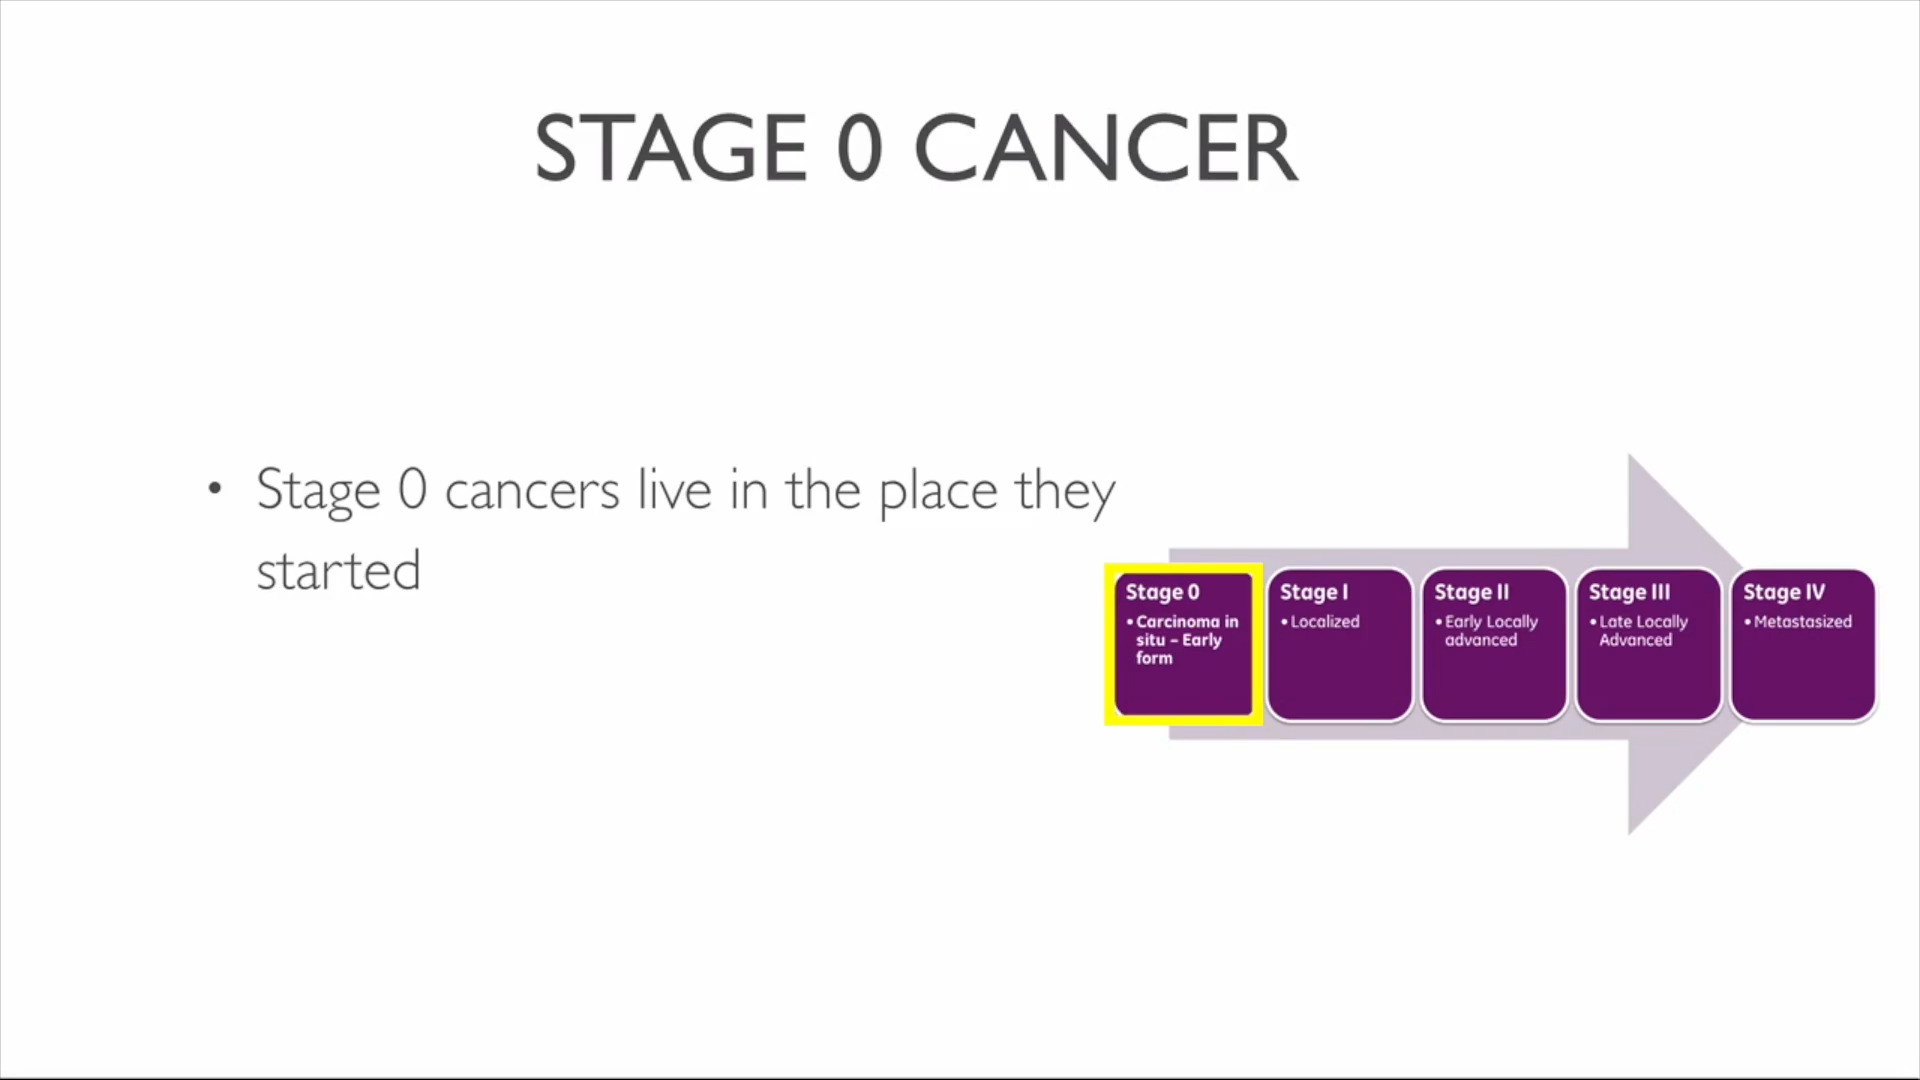 STAGE 0 CANCER
• Stage 0 cancers live in the place they
started
Stage 0
• Carcinoma in
situ – Early
form
Stage I
• Localized
Stage II
• Early Locally
advanced
Stage III
• Late Locally
Advanced
Stage IV
• Metastasized